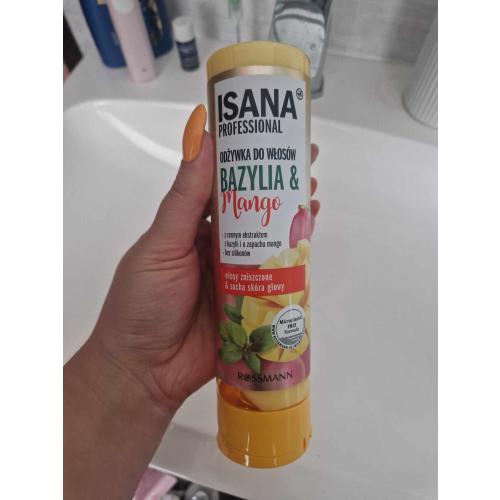 ISANA
PROFESSIONAL
ODŻYWKA DO WŁOSÓW
BAZYLIA &
Mango
- z cennym ekstraktem
z bazylii i o zapachu mango
- bez silikonów
włosy zniszczone
& sucha skóra głowy
FREE
Formula
ROSSMANN